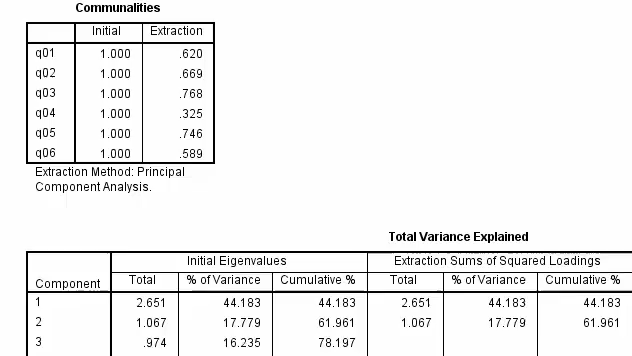 Communalities
Initial Extraction
q01 1.000 .620
q02 1.000 .669
q03 1.000 .768
q04 1.000 .325
q05 1.000 .746
q06 1.000 .589
Extraction Method: Principal
Component Analysis.
Total Variance Explained
Initial Eigenvalues Extraction Sums of Squared Loadings
Component Total % of Variance Cumulative % Total % of Variance Cumulative %
1 2.651 44.183 44.183 2.651 44.183 44.183
2 1.067 17.779 61.961 1.067 17.779 61.961
3 .974 16.235 78.197